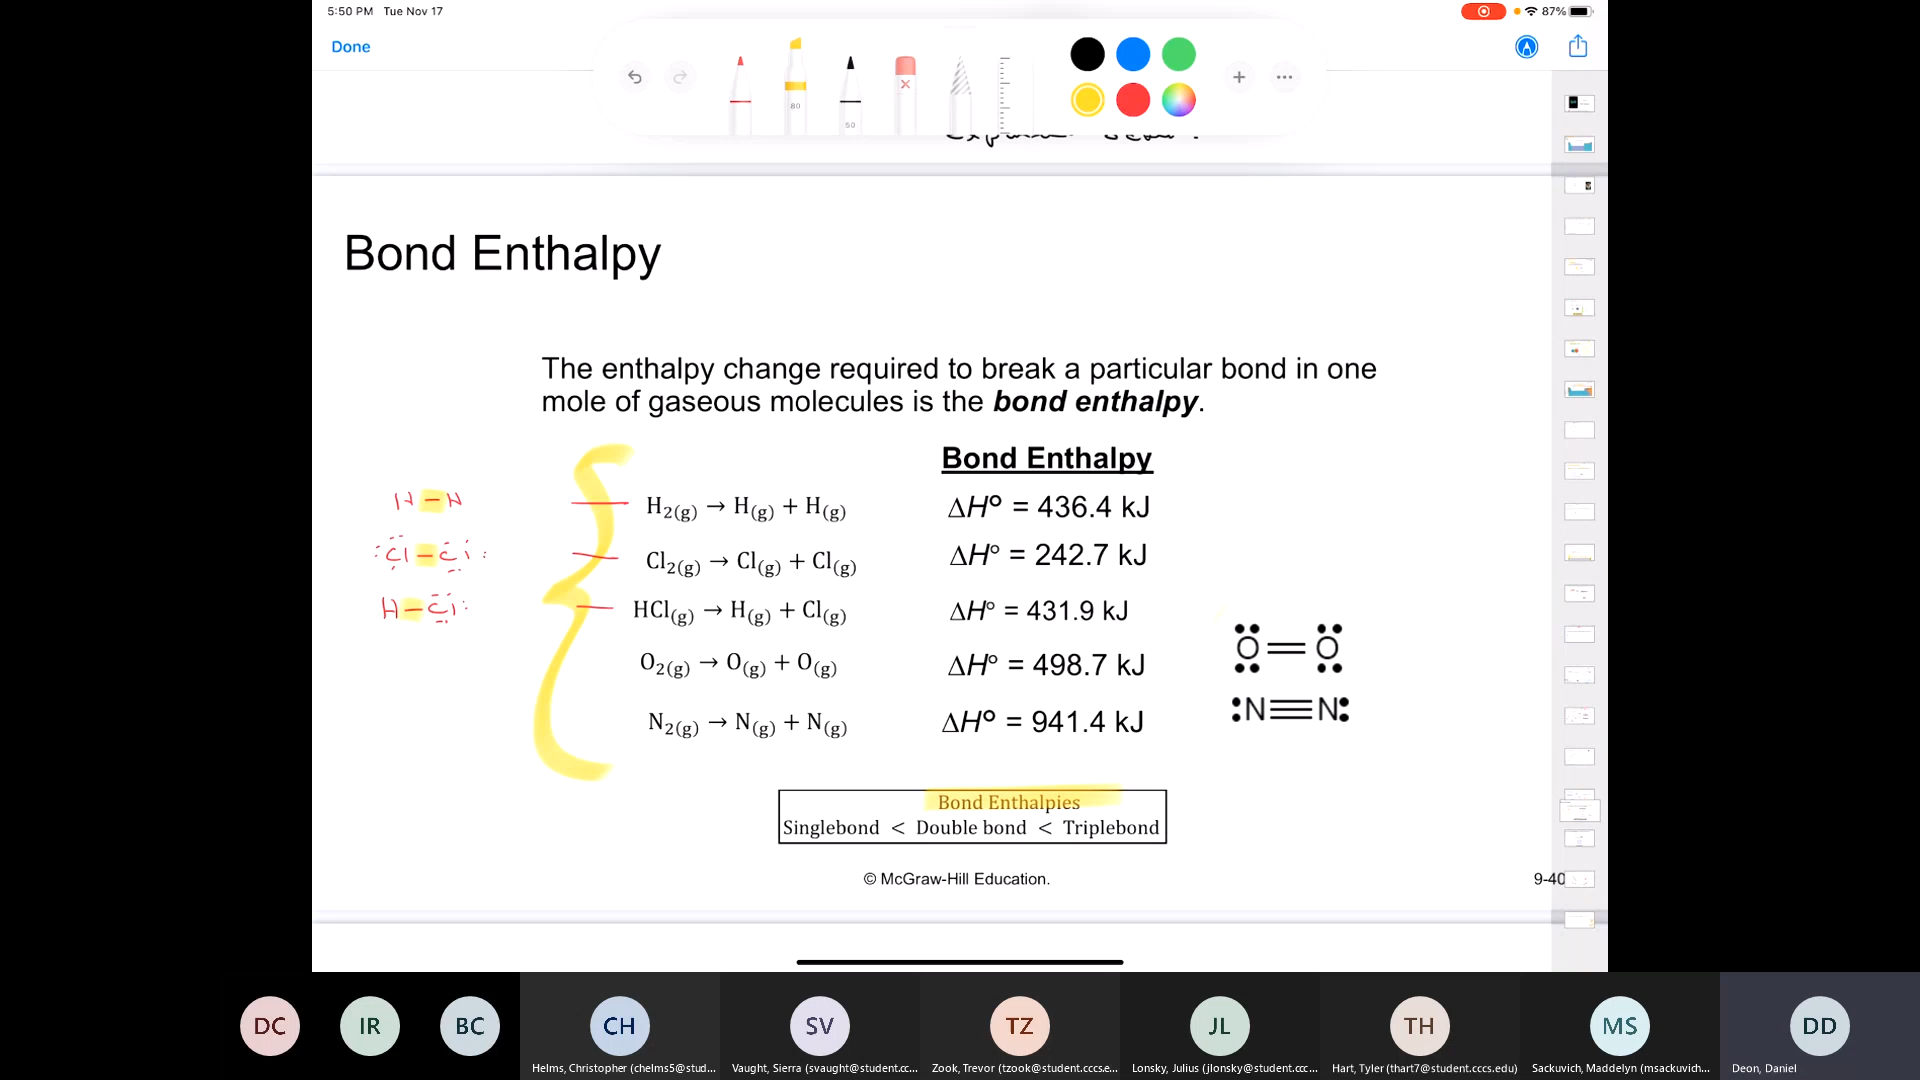 5:50 PM Tue Nov 17
87%
Done
80
50
Bond Enthalpy
The enthalpy change required to break a particular bond in one
mole of gaseous molecules is the bond enthalpy.
Bond Enthalpy
H – H
H₂(g) → H(g) + H(g)
ΔH° = 436.4 kJ
:Cl – Cl:
Cl₂(g) → Cl(g) + Cl(g)
ΔH° = 242.7 kJ
H – Cl:
HCl(g) → H(g) + Cl(g)
ΔH° = 431.9 kJ
O₂(g) → O(g) + O(g)
ΔH° = 498.7 kJ
O=O
N₂(g) → N(g) + N(g)
ΔH° = 941.4 kJ
:N≡N:
Bond Enthalpies
Singlebond < Double bond < Triplebond
© McGraw-Hill Education.
9-40
DC
IR
BC
CH
SV
TZ
JL
TH
MS
DD
Helms, Christopher (chelms5@stud...
Vaught, Sierra (svaught@student.cc...
Zook, Trevor (tzook@student.cccs.e...
Lonsky, Julius (jlonsky@student.ccc...
Hart, Tyler (thart7@student.cccs.edu)
Sackuvich, Maddelyn (msackuvich...
Deon, Daniel